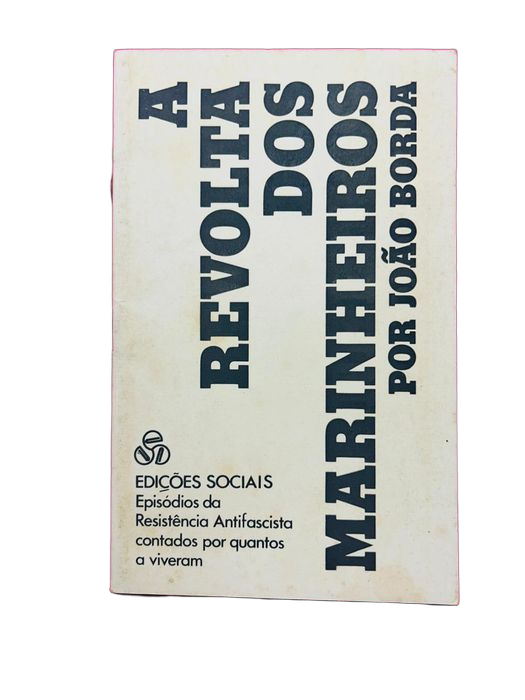 A
REVOLTA
DOS
MARINHEIROS
POR JOÃO BORDA
EDIÇÕES SOCIAIS
Episódios da
Resistência Antifascista
contados por quantos
a viveram